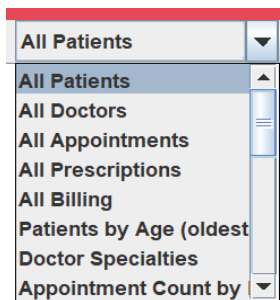 All Patients
All Patients
All Doctors
All Appointments
All Prescriptions
All Billing
Patients by Age (oldest
Doctor Specialties
Appointment Count by